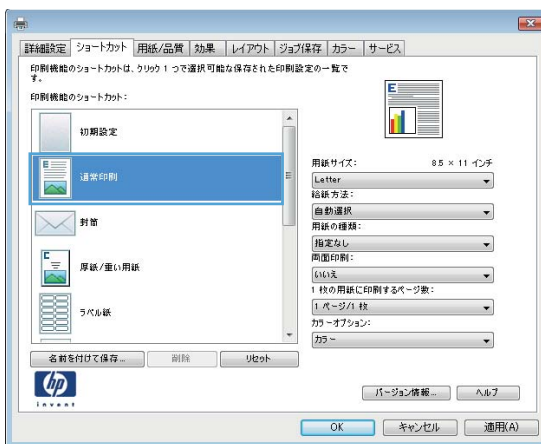 詳細設定 ショートカット 用紙/品質 効果 レイアウト ジョブ保存 カラー サービス
印刷機能のショートカットは、クリック 1 つで選択可能な保存された印刷設定の一覧で
す。
印刷機能のショートカット:
初期設定
通常印刷
封筒
厚紙/重い用紙
ラベル紙
名前を付けて保存... 削除 リセット
E
用紙サイズ: 8.5 × 11 インチ
Letter
給紙方法:
自動選択
用紙の種類:
指定なし
両面印刷:
いいえ
1 枚の用紙に印刷するページ数:
1 ページ/1 枚
カラーオプション:
カラー
hp
invent
バージョン情報... ヘルプ
OK キャンセル 適用(A)